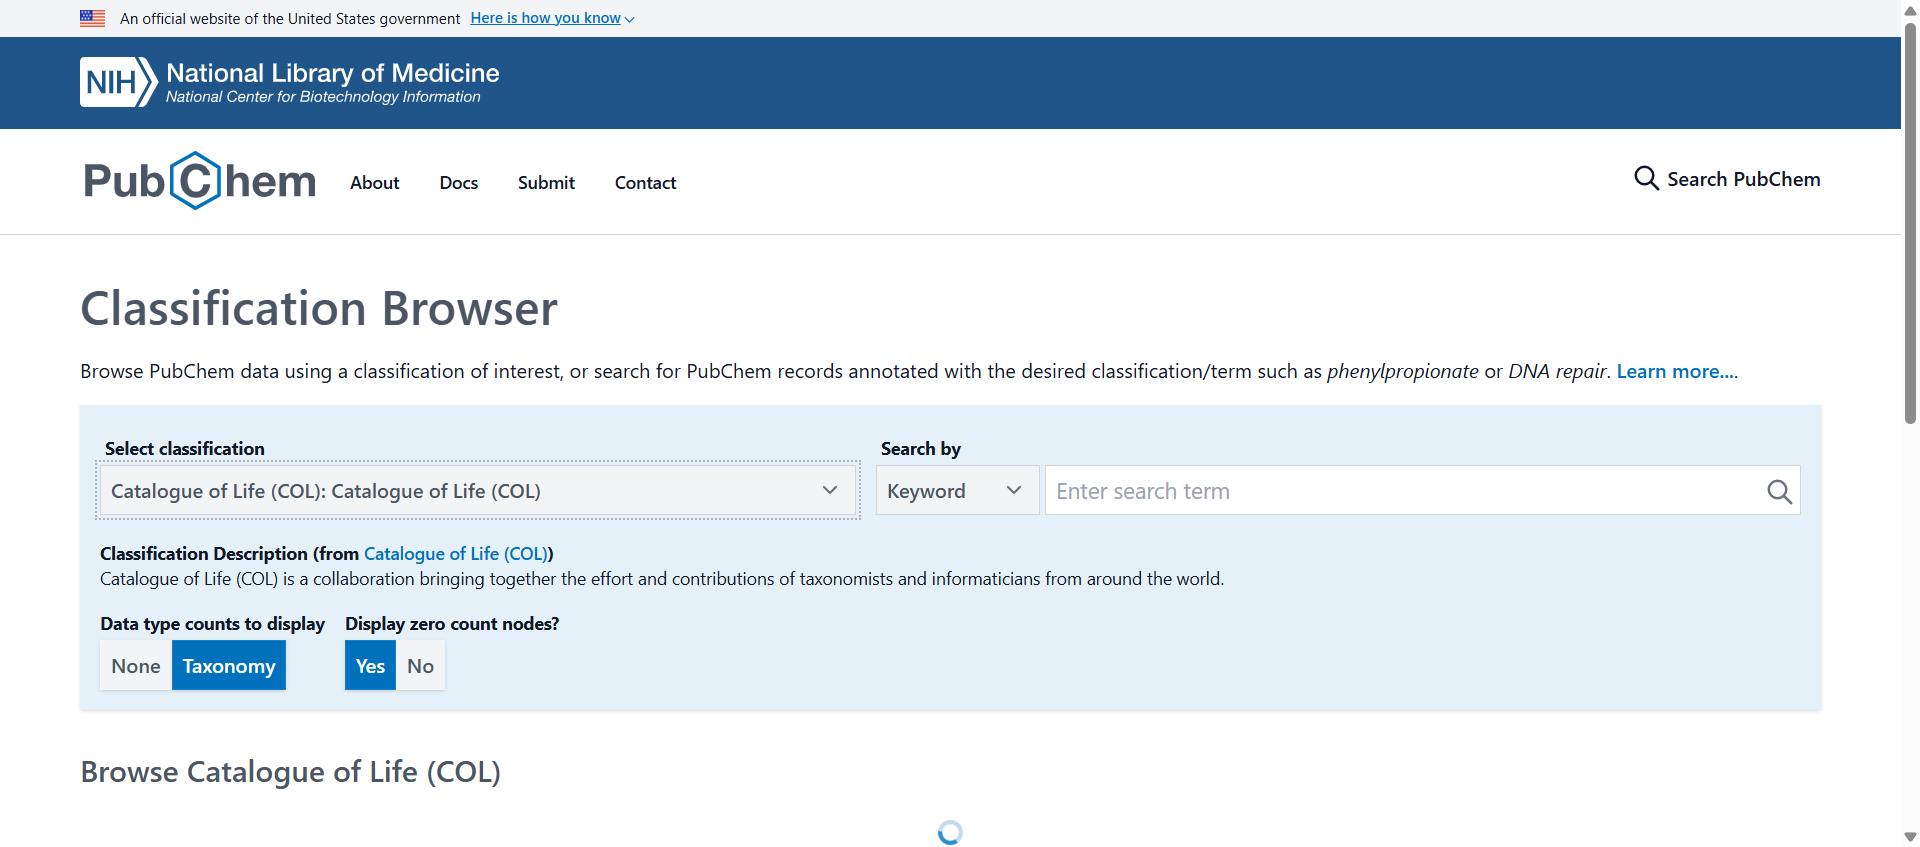 An official website of the United States government Here is how you know
NIH National Library of Medicine
National Center for Biotechnology Information
PubChem About Docs Submit Contact Search PubChem
Classification Browser
Browse PubChem data using a classification of interest, or search for PubChem records annotated with the desired classification/term such as phenylpropionate or DNA repair. Learn more....
Select classification Search by
Catalogue of Life (COL): Catalogue of Life (COL) Keyword Enter search term
Classification Description (from Catalogue of Life (COL))
Catalogue of Life (COL) is a collaboration bringing together the effort and contributions of taxonomists and informaticians from around the world.
Data type counts to display Display zero count nodes?
None Taxonomy Yes No
Browse Catalogue of Life (COL)